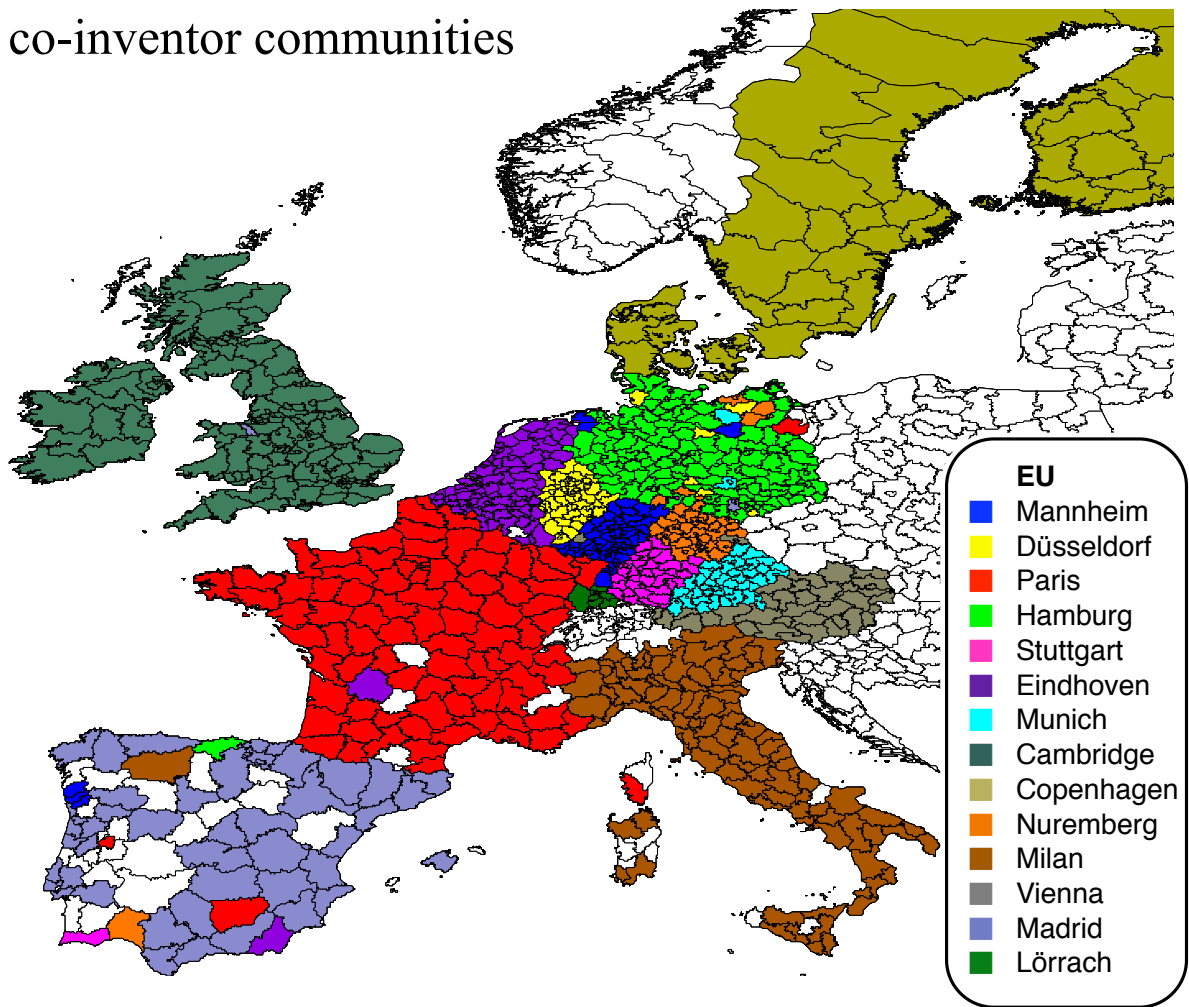 co-inventor communities
EU
Mannheim
Düsseldorf
Paris
Hamburg
Stuttgart
Eindhoven
Munich
Cambridge
Copenhagen
Nuremberg
Milan
Vienna
Madrid
Lörrach